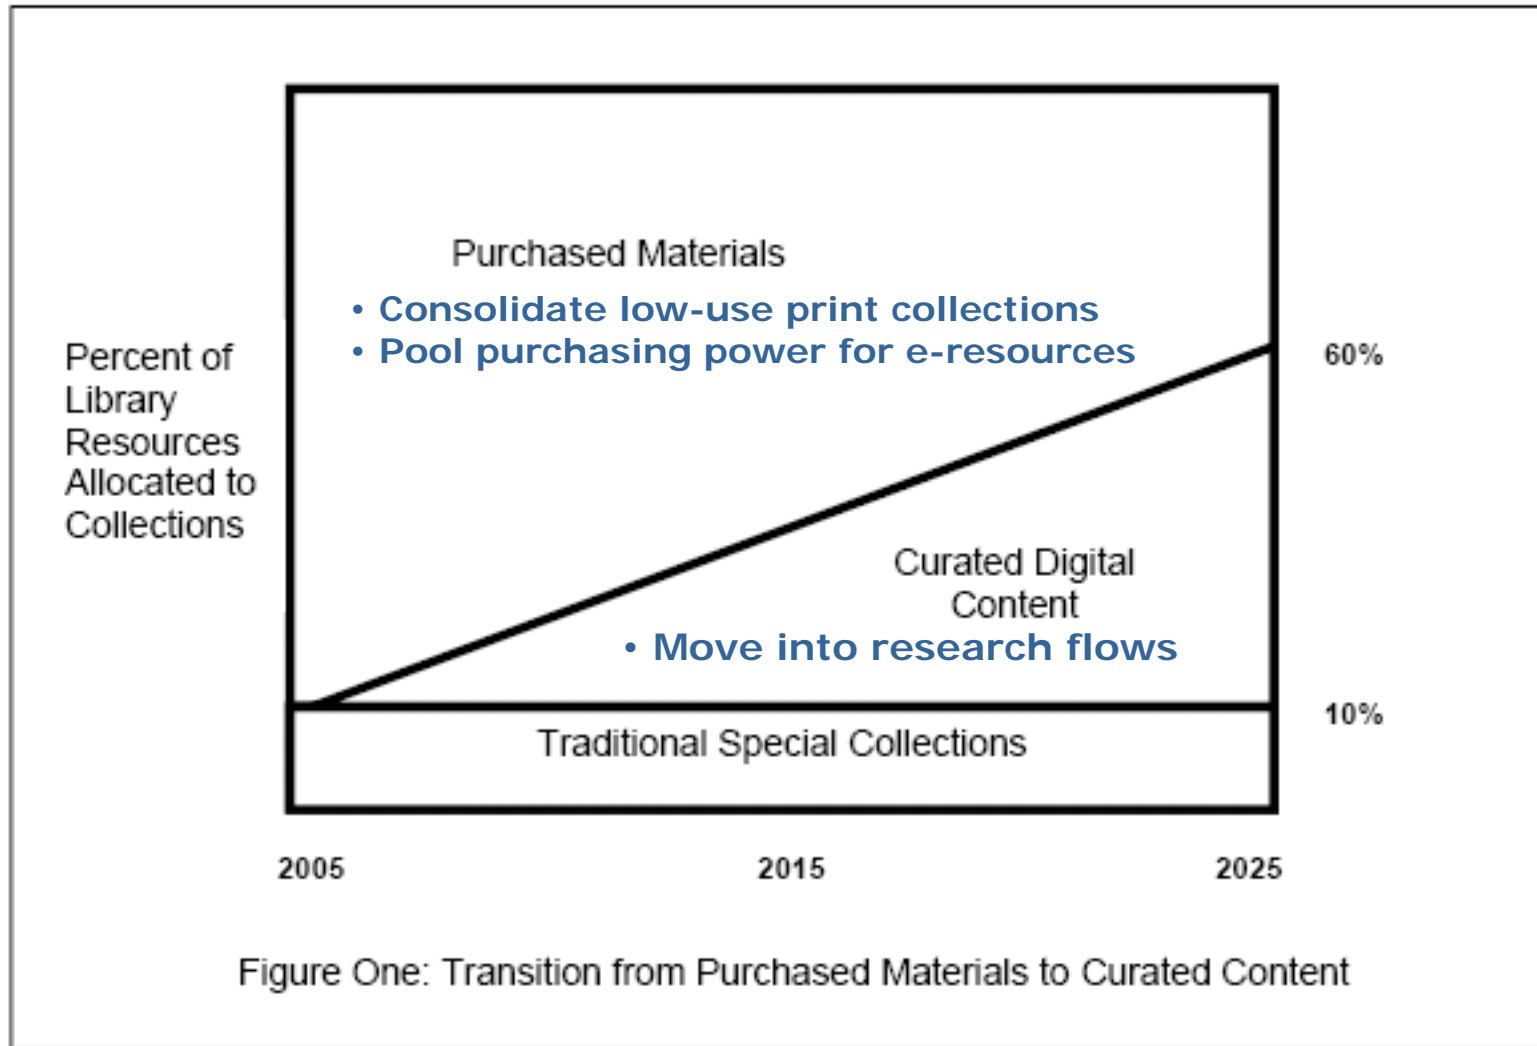 Purchased Materials
• Consolidate low-use print collections
• Pool purchasing power for e-resources
Percent of
Library
Resources
Allocated to
Collections
60%
Curated Digital
Content
• Move into research flows
10%
Traditional Special Collections
2005
2015
2025
Figure One: Transition from Purchased Materials to Curated Content